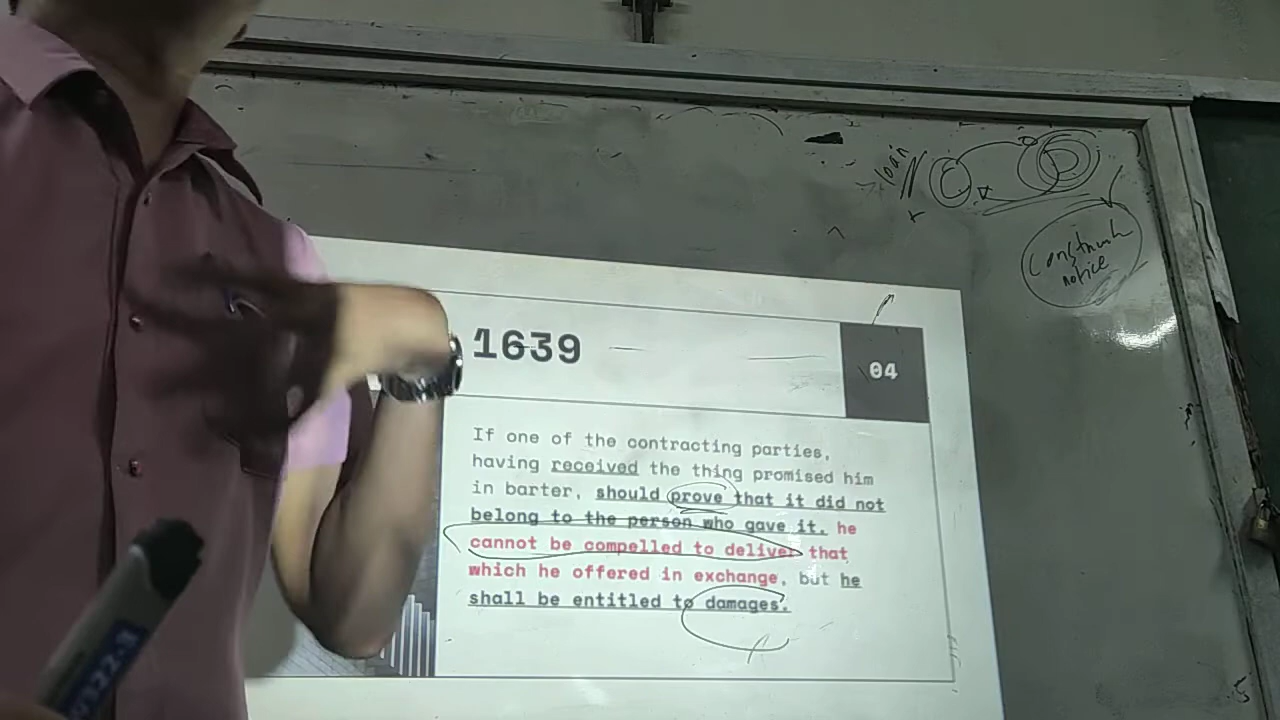 notice
1639
04
If one of the contracting parties,
having received the thing promised him
in barter, should prove that it did not
belong to the person who gave it, he
cannot be compelled to deliver that
which he offered in exchange, but he
shall be entitled to damages.